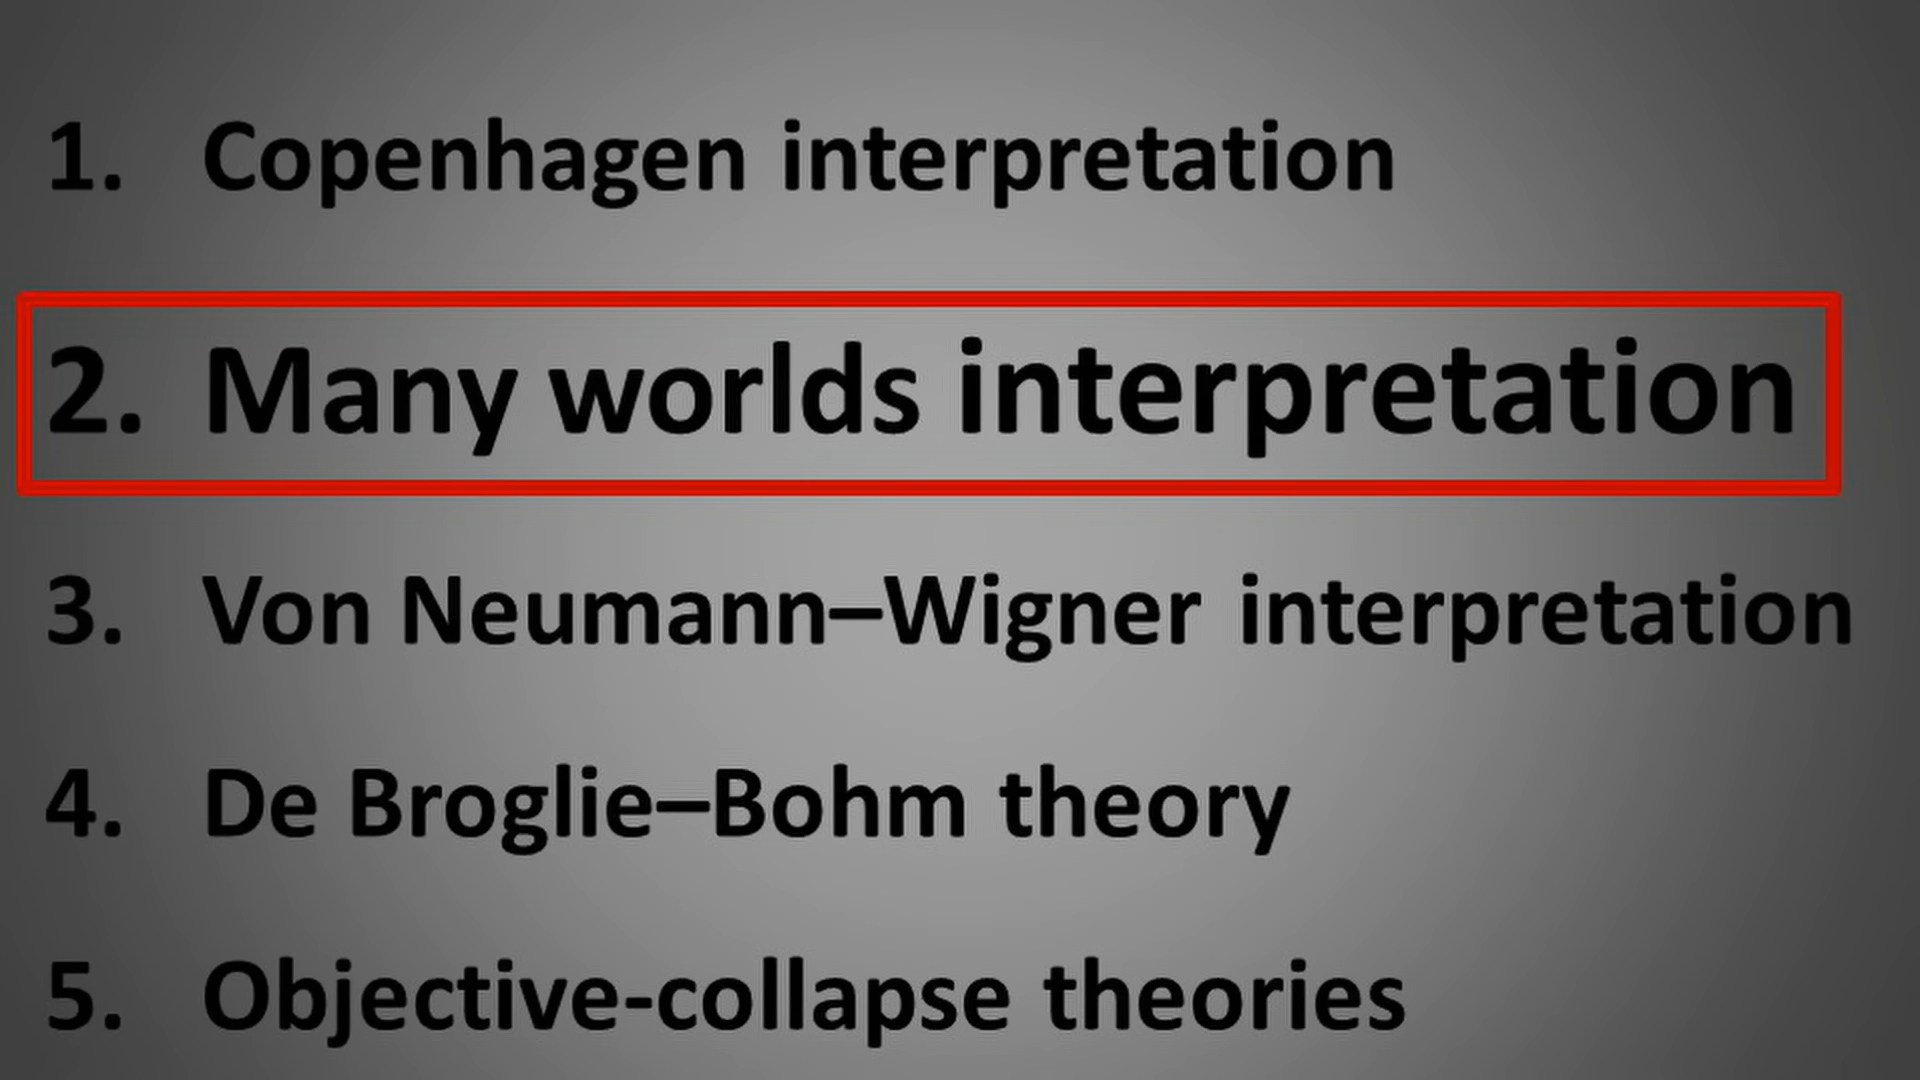 1. Copenhagen interpretation
2. Many worlds interpretation
3. Von Neumann–Wigner interpretation
4. De Broglie–Bohm theory
5. Objective-collapse theories